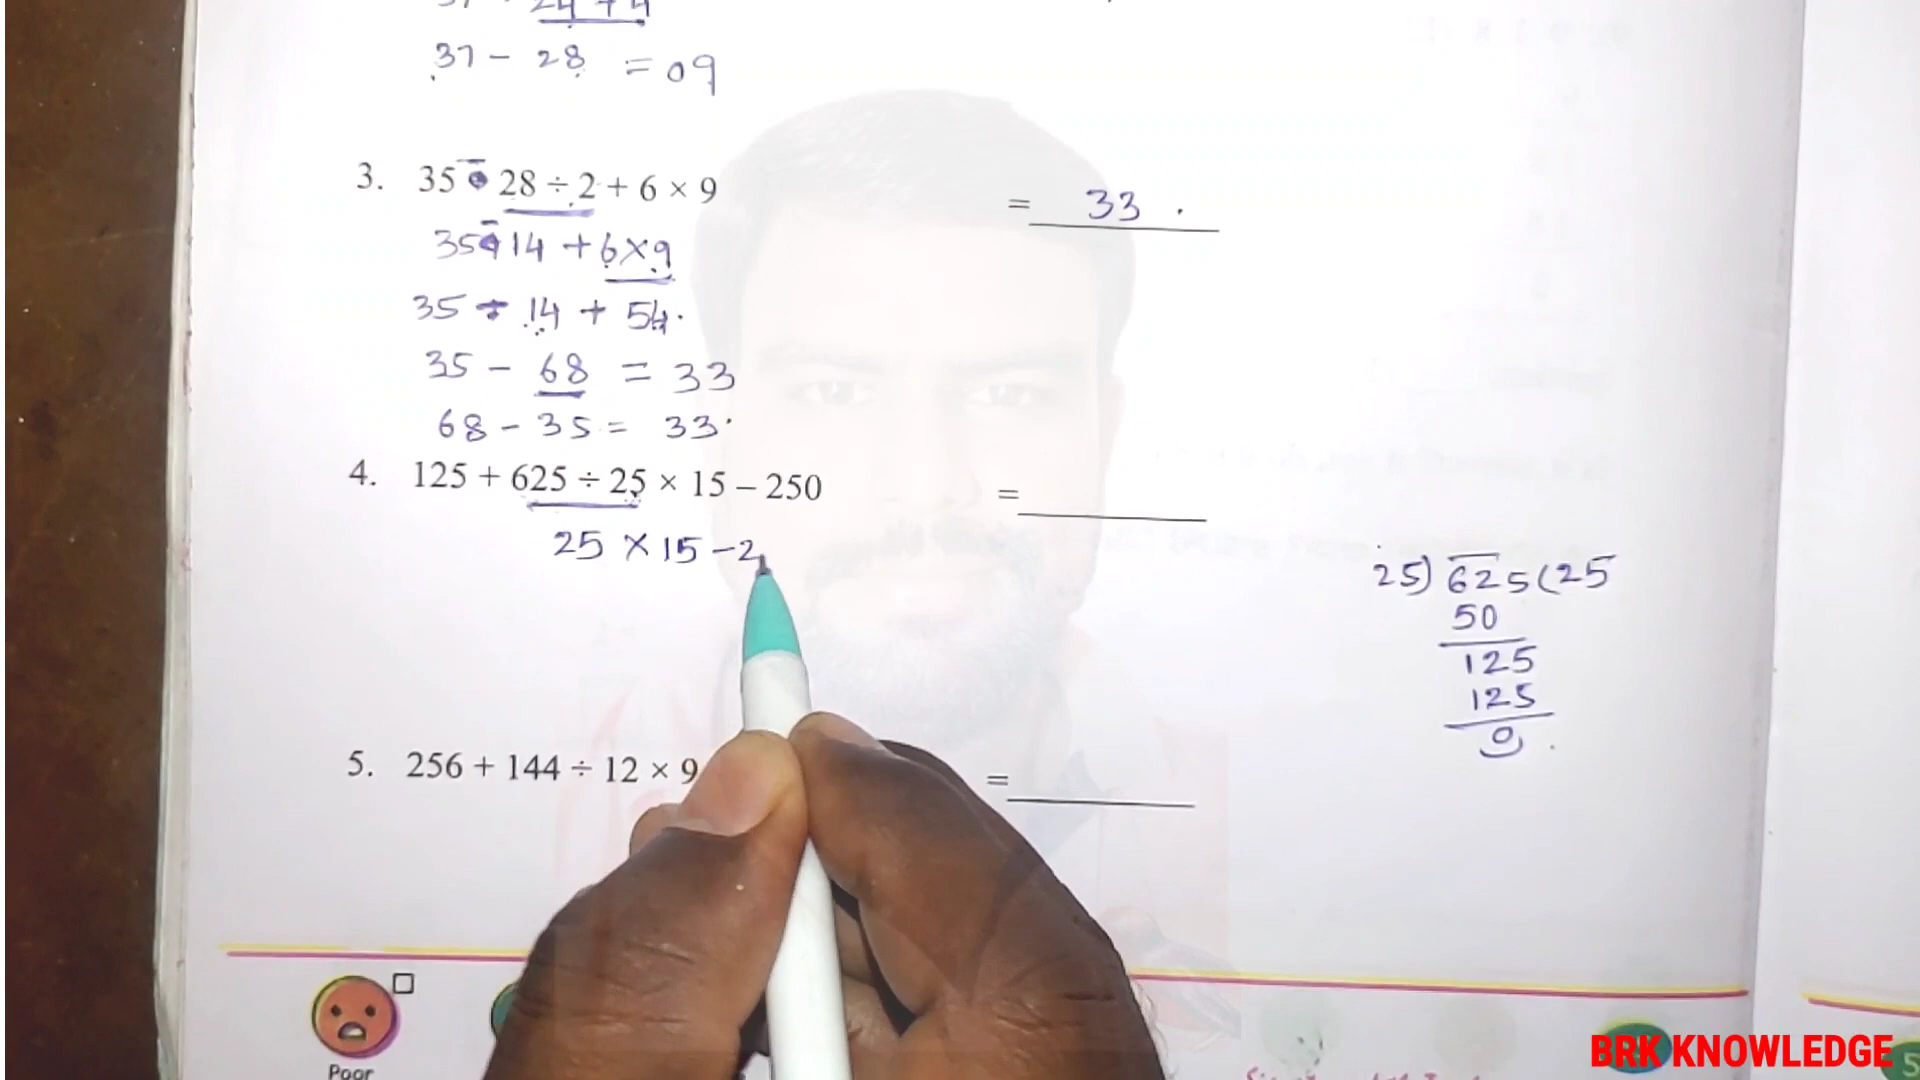 37 - 28 = 09
3. 35 - 28 ÷ 2 + 6 × 9 = 33 .
35 - 14 + 6 × 9
35 - 14 + 54.
35 - 68 = 33
68 - 35 = 33.
4. 125 + 625 ÷ 25 × 15 – 250 =
25 × 15 - 2
25) 625 (25
50
125
125
0
5. 256 + 144 ÷ 12 × 9 =
Poor
BRK KNOWLEDGE
5